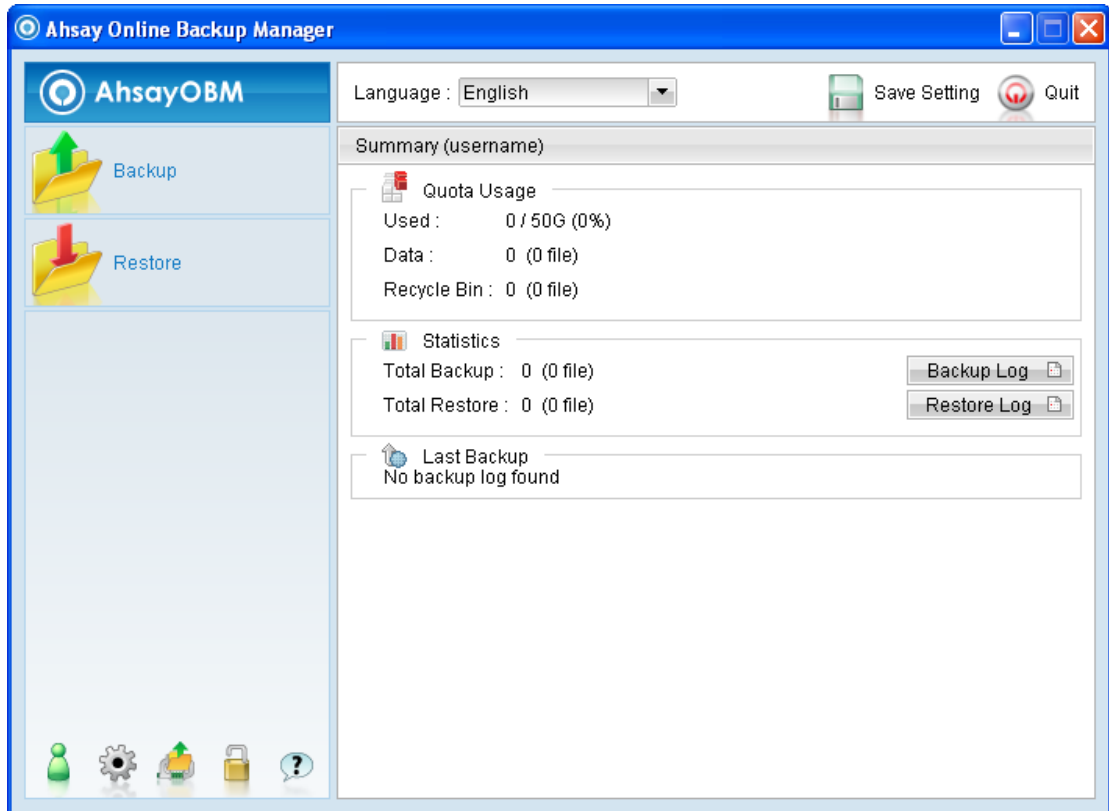 Ahsay Online Backup Manager
AhsayOBM
Language : English
Save Setting
Quit
Backup
Restore
Summary (username)
Quota Usage
Used : 0 / 50G (0%)
Data : 0 (0 file)
Recycle Bin : 0 (0 file)
Statistics
Total Backup : 0 (0 file)
Backup Log
Total Restore : 0 (0 file)
Restore Log
Last Backup
No backup log found
?